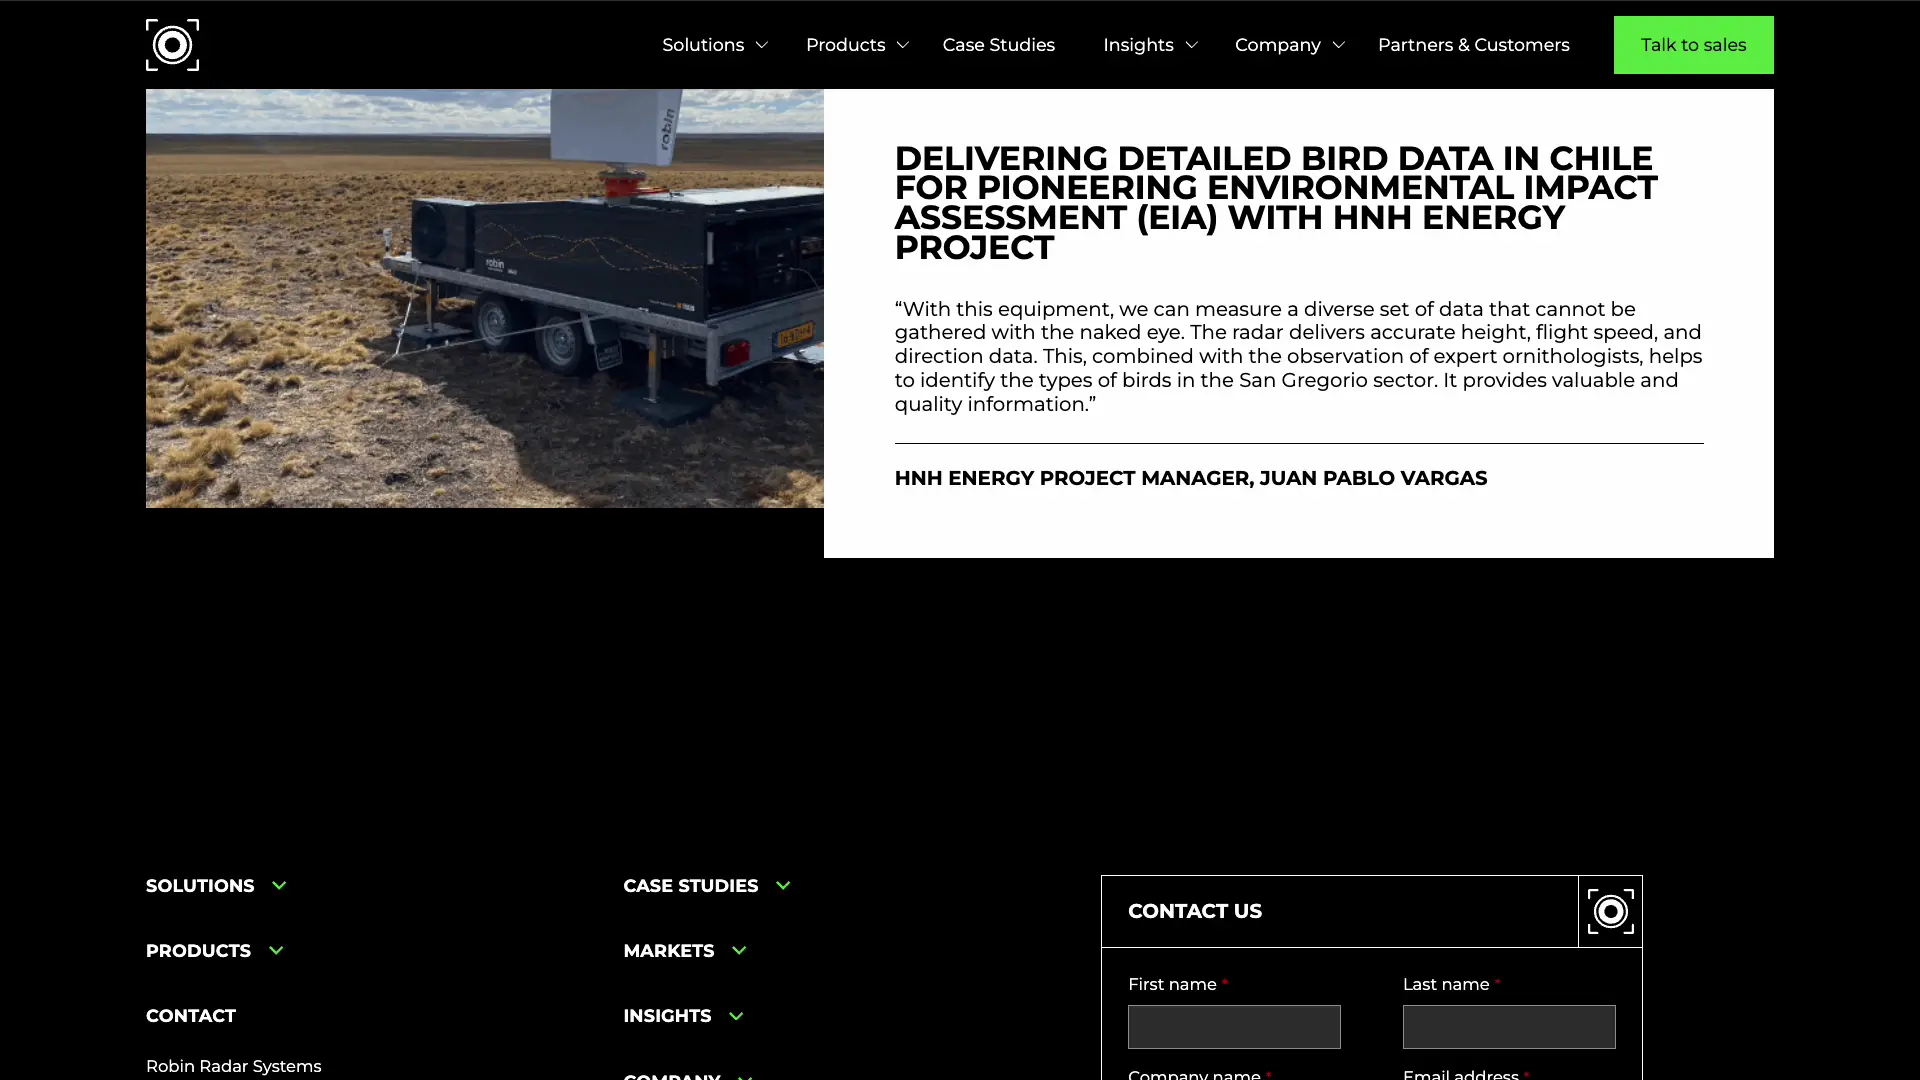 Solutions
Products
Case Studies
Insights
Company
Partners & Customers
Talk to sales
robin
robin
DELIVERING DETAILED BIRD DATA IN CHILE
FOR PIONEERING ENVIRONMENTAL IMPACT
ASSESSMENT (EIA) WITH HNH ENERGY
PROJECT
“With this equipment, we can measure a diverse set of data that cannot be
gathered with the naked eye. The radar delivers accurate height, flight speed, and
direction data. This, combined with the observation of expert ornithologists, helps
to identify the types of birds in the San Gregorio sector. It provides valuable and
quality information.”
HNH ENERGY PROJECT MANAGER, JUAN PABLO VARGAS
SOLUTIONS
PRODUCTS
CONTACT
Robin Radar Systems
CASE STUDIES
MARKETS
INSIGHTS
COMPANY
CONTACT US
First name *
Last name *
Company name *
Email address *